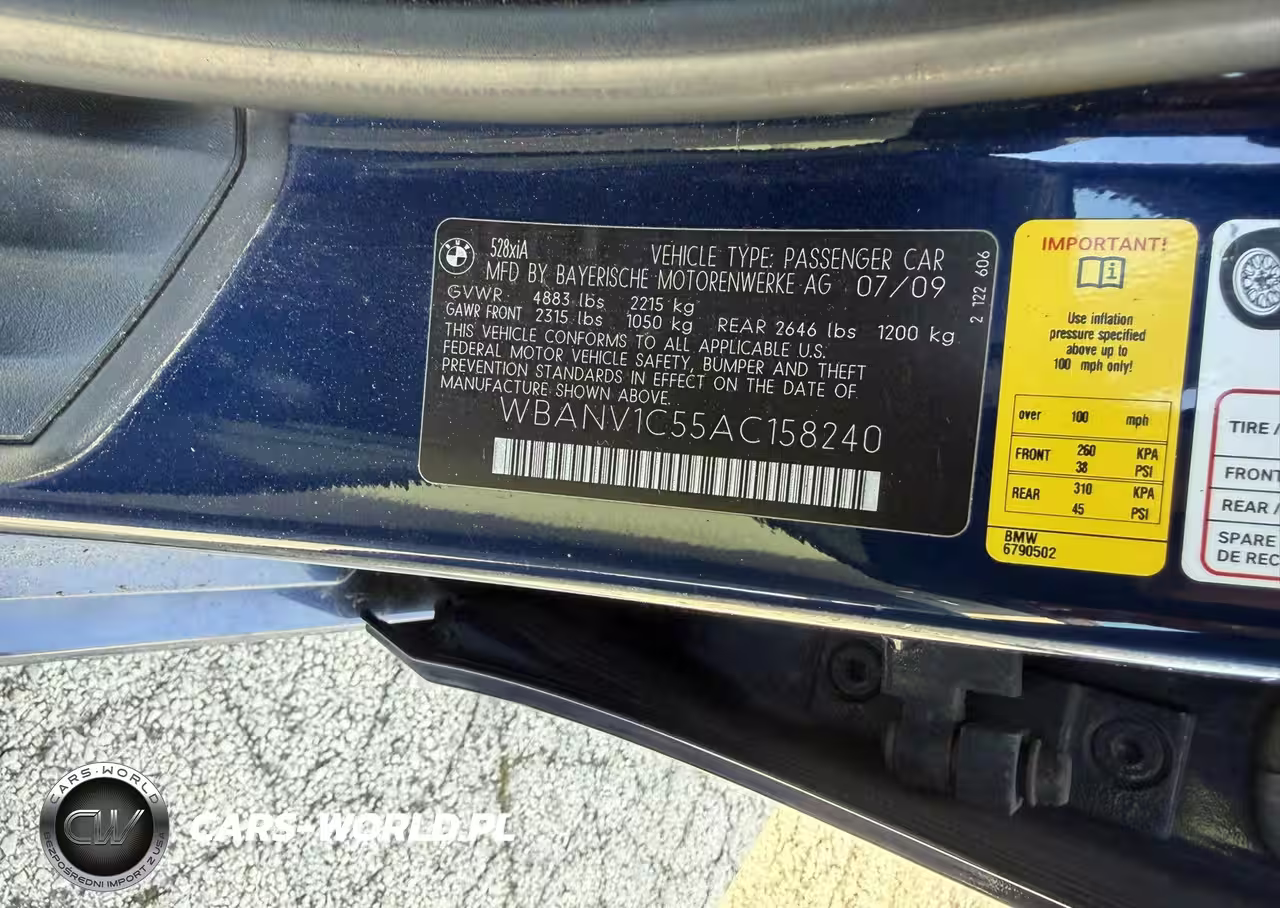 528xiA
VEHICLE TYPE: PASSENGER CAR
MFD BY BAYERISCHE MOTORENWERKE AG 07/09
GVWR 4883 lbs 2215 kg
GAWR FRONT 2315 lbs 1050 kg REAR 2646 lbs 1200 kg
THIS VEHICLE CONFORMS TO ALL APPLICABLE U.S.
FEDERAL MOTOR VEHICLE SAFETY, BUMPER AND THEFT
PREVENTION STANDARDS IN EFFECT ON THE DATE OF
MANUFACTURE SHOWN ABOVE.
WBANV1C55AC158240
2 122 606
IMPORTANT!
Use inflation
pressure specified
above up to
100 mph only!
over 100 mph
FRONT 260 KPA
38 PSI
REAR 310 KPA
45 PSI
BMW
6790502
TIRE /
FRONT
REAR /
SPARE
DE REC
CARS-WORLD
CW
BEZPOŚREDNI IMPORT Z USA
CARS-WORLD.PL